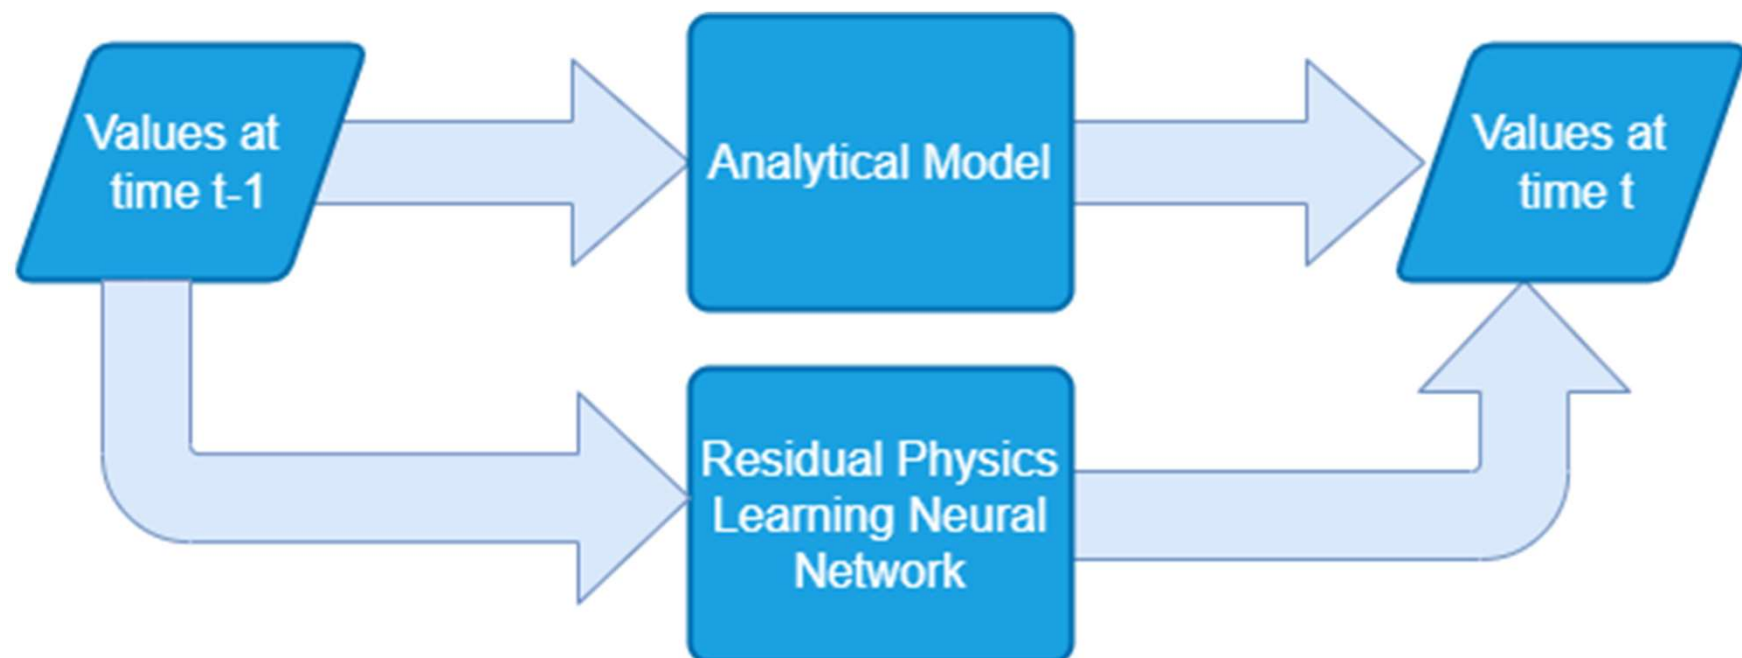 Values at
time t-1
Analytical Model
Values at
time t
Residual Physics
Learning Neural
Network